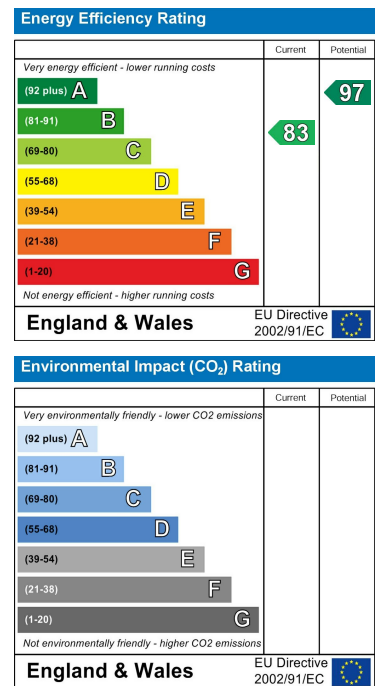 Energy Efficiency Rating
Current Potential
Very energy efficient - lower running costs
(92 plus) A
97
(81-91) B
83
(69-80) C
(55-68) D
(39-54) E
(21-38) F
(1-20) G
Not energy efficient - higher running costs
England & Wales
EU Directive
2002/91/EC
Environmental Impact (CO₂) Rating
Current Potential
Very environmentally friendly - lower CO2 emissions
(92 plus) A
(81-91) B
(69-80) C
(55-68) D
(39-54) E
(21-38) F
(1-20) G
Not environmentally friendly - higher CO2 emissions
England & Wales
EU Directive
2002/91/EC